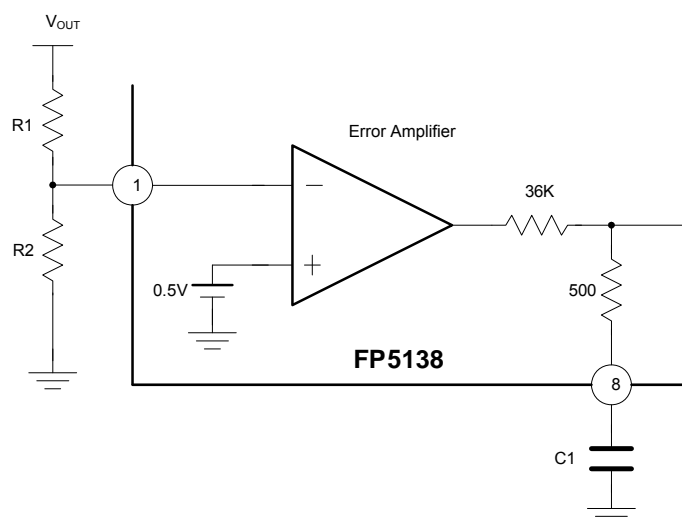 VOUT
R1
Error Amplifier
1
−
36K
R2
+
0.5V
500
FP5138
8
C1